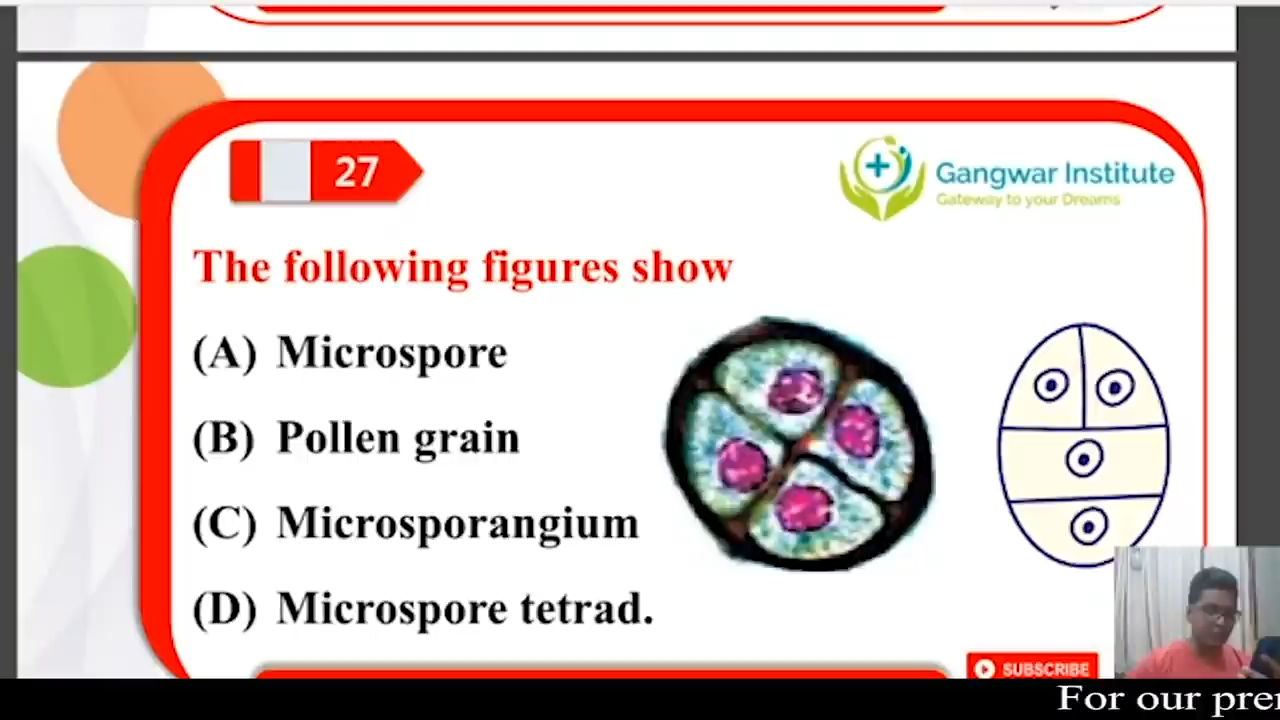 27
Gangwar Institute
Gateway to your Dreams
The following figures show
(A) Microspore
(B) Pollen grain
(C) Microsporangium
(D) Microspore tetrad.
SUBSCRIBE
For our